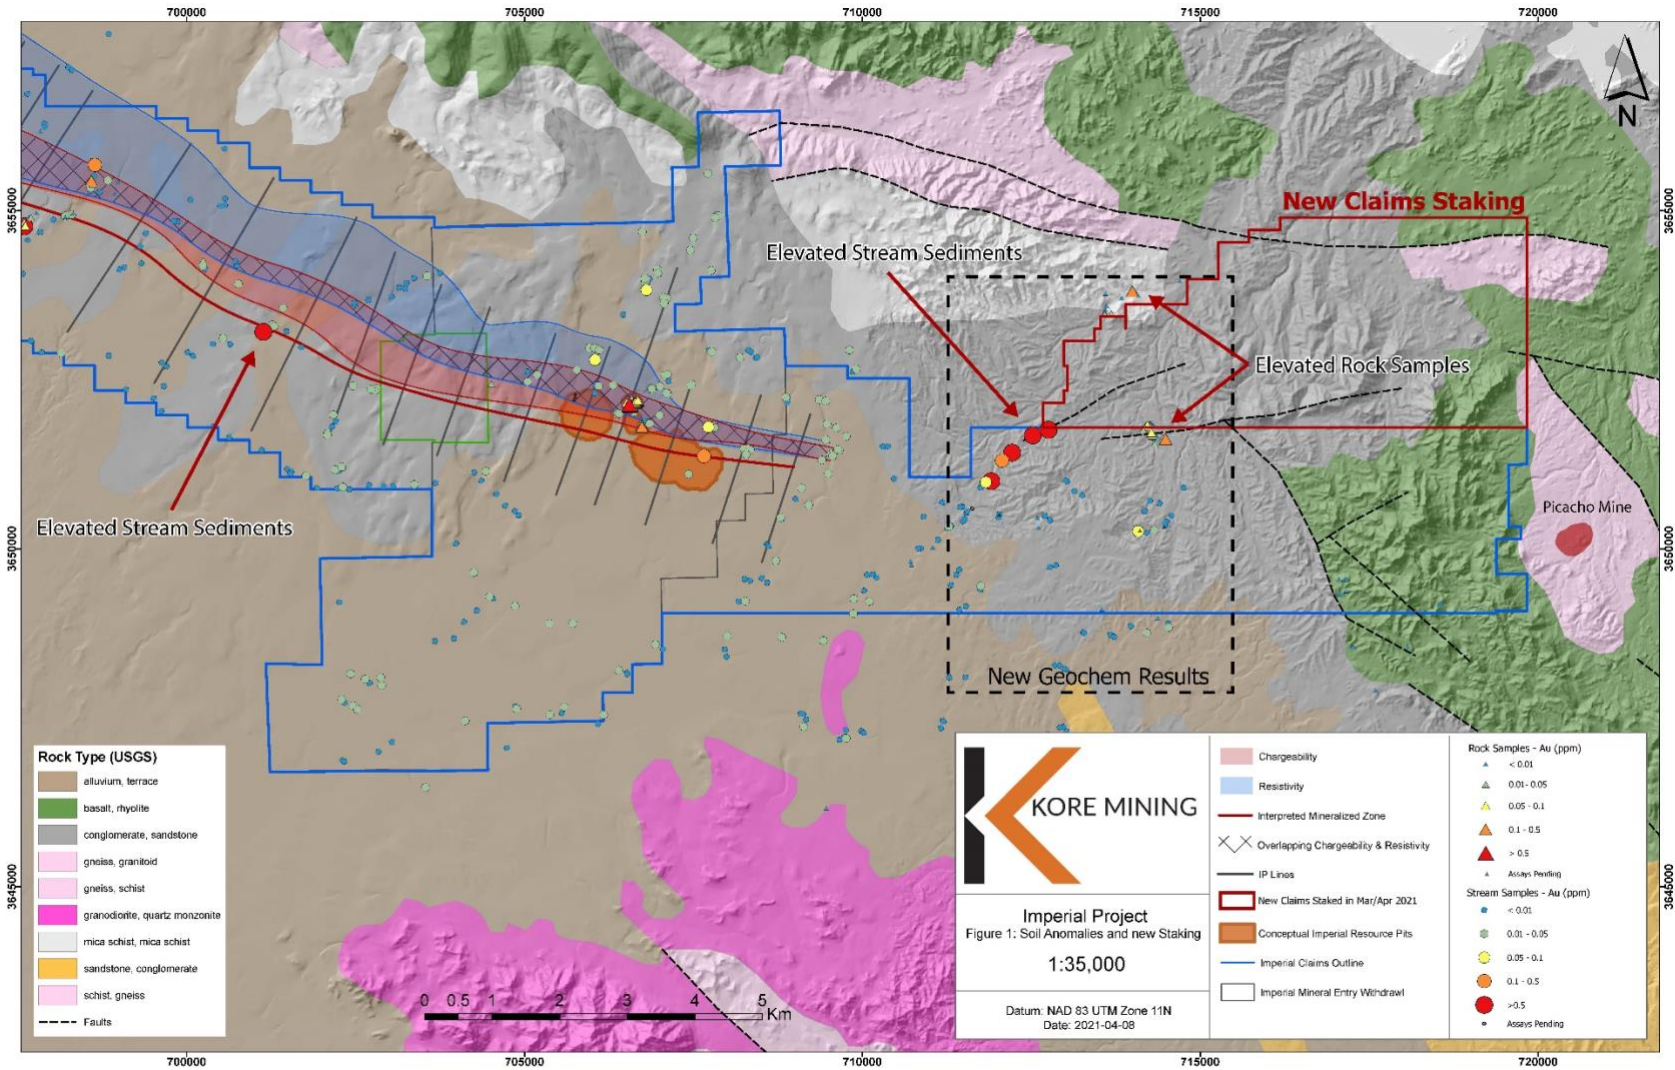 700000
705000
710000
715000
720000
3655000
3655000
N
New Claims Staking
Elevated Stream Sediments
Elevated Rock Samples
Elevated Stream Sediments
Picacho Mine
3650000
3650000
New Geochem Results
Rock Type (USGS)
alluvium, terrace
basalt, rhyolite
conglomerate, sandstone
gneiss, granitoid
gneiss, schist
granodiorite, quartz monzonite
mica schist, mica schist
sandstone, conglomerate
schist, gneiss
Faults
KORE MINING
Imperial Project
Figure 1: Soil Anomalies and new Staking
1:35,000
Datum: NAD 83 UTM Zone 11N
Date: 2021-04-08
Chargeability
Resistivity
Interpreted Mineralized Zone
Overlapping Chargeability & Resistivity
IP Lines
New Claims Staked in Mar/Apr 2021
Conceptual Imperial Resource Pits
Imperial Claims Outline
Imperial Mineral Entry Withdrawl
Rock Samples - Au (ppm)
< 0.01
0.01 - 0.05
0.05 - 0.1
0.1 - 0.5
> 0.5
Assays Pending
Stream Samples - Au (ppm)
< 0.01
0.01 - 0.05
0.05 - 0.1
0.1 - 0.5
>0.5
Assays Pending
3645000
3645000
0 0.5 1 2 3 4 5
Km
700000
705000
710000
715000
720000